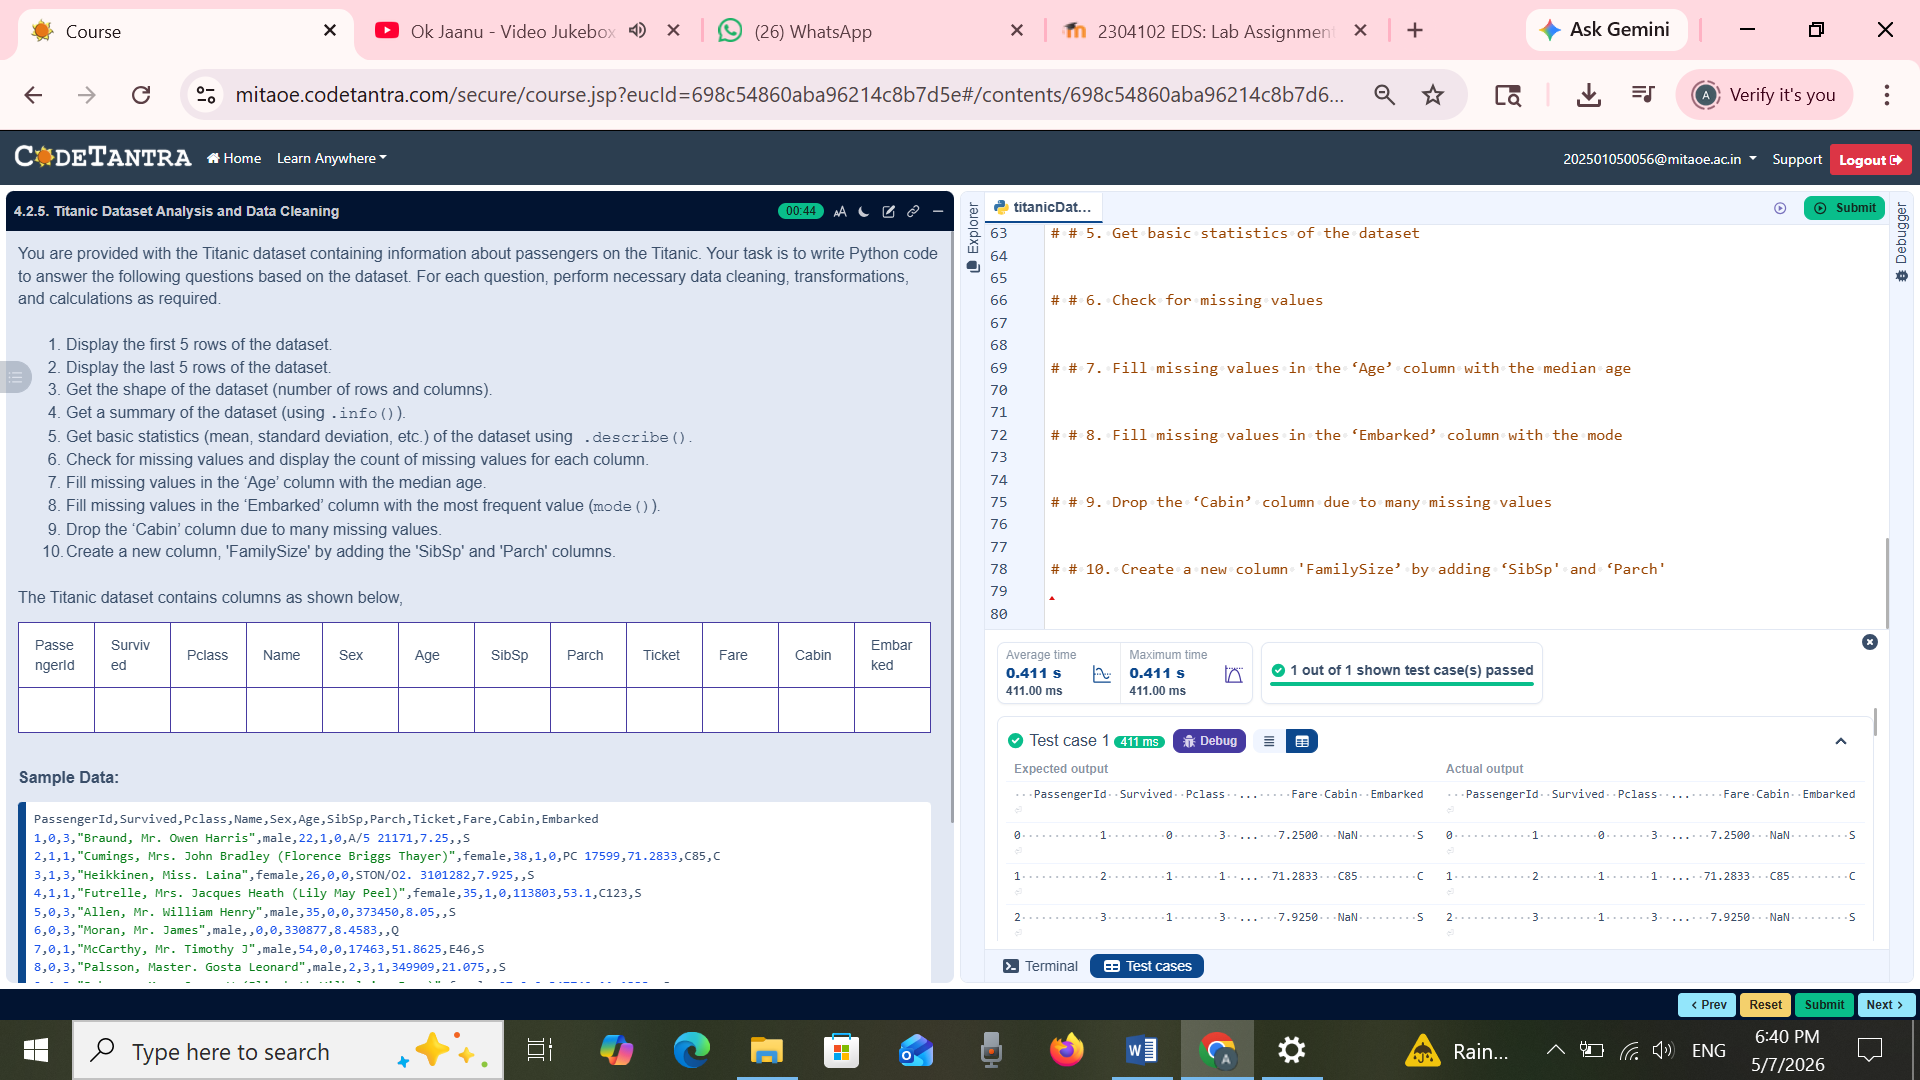 Course
Ok Jaanu - Video Jukebox
(26) WhatsApp
2304102 EDS: Lab Assignment
Ask Gemini
mitaoe.codetantra.com/secure/course.jsp?eucId=698c54860aba96214c8b7d5e#/contents/698c54860aba96214c8b7d6...
A
Verify it's you
CODETANTRA
Home
Learn Anywhere
202501050056@mitaoe.ac.in
Support
Logout
4.2.5. Titanic Dataset Analysis and Data Cleaning
00:44
AA
You are provided with the Titanic dataset containing information about passengers on the Titanic. Your task is to write Python code
to answer the following questions based on the dataset. For each question, perform necessary data cleaning, transformations,
and calculations as required.
1. Display the first 5 rows of the dataset.
2. Display the last 5 rows of the dataset.
3. Get the shape of the dataset (number of rows and columns).
4. Get a summary of the dataset (using .info()).
5. Get basic statistics (mean, standard deviation, etc.) of the dataset using .describe().
6. Check for missing values and display the count of missing values for each column.
7. Fill missing values in the ‘Age’ column with the median age.
8. Fill missing values in the ‘Embarked’ column with the most frequent value (mode()).
9. Drop the ‘Cabin’ column due to many missing values.
10. Create a new column, 'FamilySize' by adding the 'SibSp' and 'Parch' columns.
The Titanic dataset contains columns as shown below,
Passe
ngerId
Surviv
ed
Pclass
Name
Sex
Age
SibSp
Parch
Ticket
Fare
Cabin
Embar
ked
Sample Data:
PassengerId,Survived,Pclass,Name,Sex,Age,SibSp,Parch,Ticket,Fare,Cabin,Embarked
1,0,3,"Braund, Mr. Owen Harris",male,22,1,0,A/5 21171,7.25,,S
2,1,1,"Cumings, Mrs. John Bradley (Florence Briggs Thayer)",female,38,1,0,PC 17599,71.2833,C85,C
3,1,3,"Heikkinen, Miss. Laina",female,26,0,0,STON/O2. 3101282,7.925,,S
4,1,1,"Futrelle, Mrs. Jacques Heath (Lily May Peel)",female,35,1,0,113803,53.1,C123,S
5,0,3,"Allen, Mr. William Henry",male,35,0,0,373450,8.05,,S
6,0,3,"Moran, Mr. James",male,,0,0,330877,8.4583,,Q
7,0,1,"McCarthy, Mr. Timothy J",male,54,0,0,17463,51.8625,E46,S
8,0,3,"Palsson, Master. Gosta Leonard",male,2,3,1,349909,21.075,,S
Explorer
titanicDat...
Submit
Debugger
63 # # 5. Get basic statistics of the dataset
64
65
66 # # 6. Check for missing values
67
68
69 # # 7. Fill missing values in the ‘Age’ column with the median age
70
71
72 # # 8. Fill missing values in the ‘Embarked’ column with the mode
73
74
75 # # 9. Drop the ‘Cabin’ column due to many missing values
76
77
78 # # 10. Create a new column 'FamilySize’ by adding ‘SibSp' and ‘Parch'
79
80
Average time
0.411 s
411.00 ms
Maximum time
0.411 s
411.00 ms
1 out of 1 shown test case(s) passed
Test case 1
411 ms
Debug
Expected output
Actual output
PassengerId Survived Pclass ... Fare Cabin Embarked
PassengerId Survived Pclass ... Fare Cabin Embarked
0 1 0 3 ... 7.2500 NaN S
0 1 0 3 ... 7.2500 NaN S
1 2 1 1 ... 71.2833 C85 C
1 2 1 1 ... 71.2833 C85 C
2 3 1 3 ... 7.9250 NaN S
2 3 1 3 ... 7.9250 NaN S
Terminal
Test cases
< Prev
Reset
Submit
Next >
Type here to search
Rain...
ENG
6:40 PM
5/7/2026